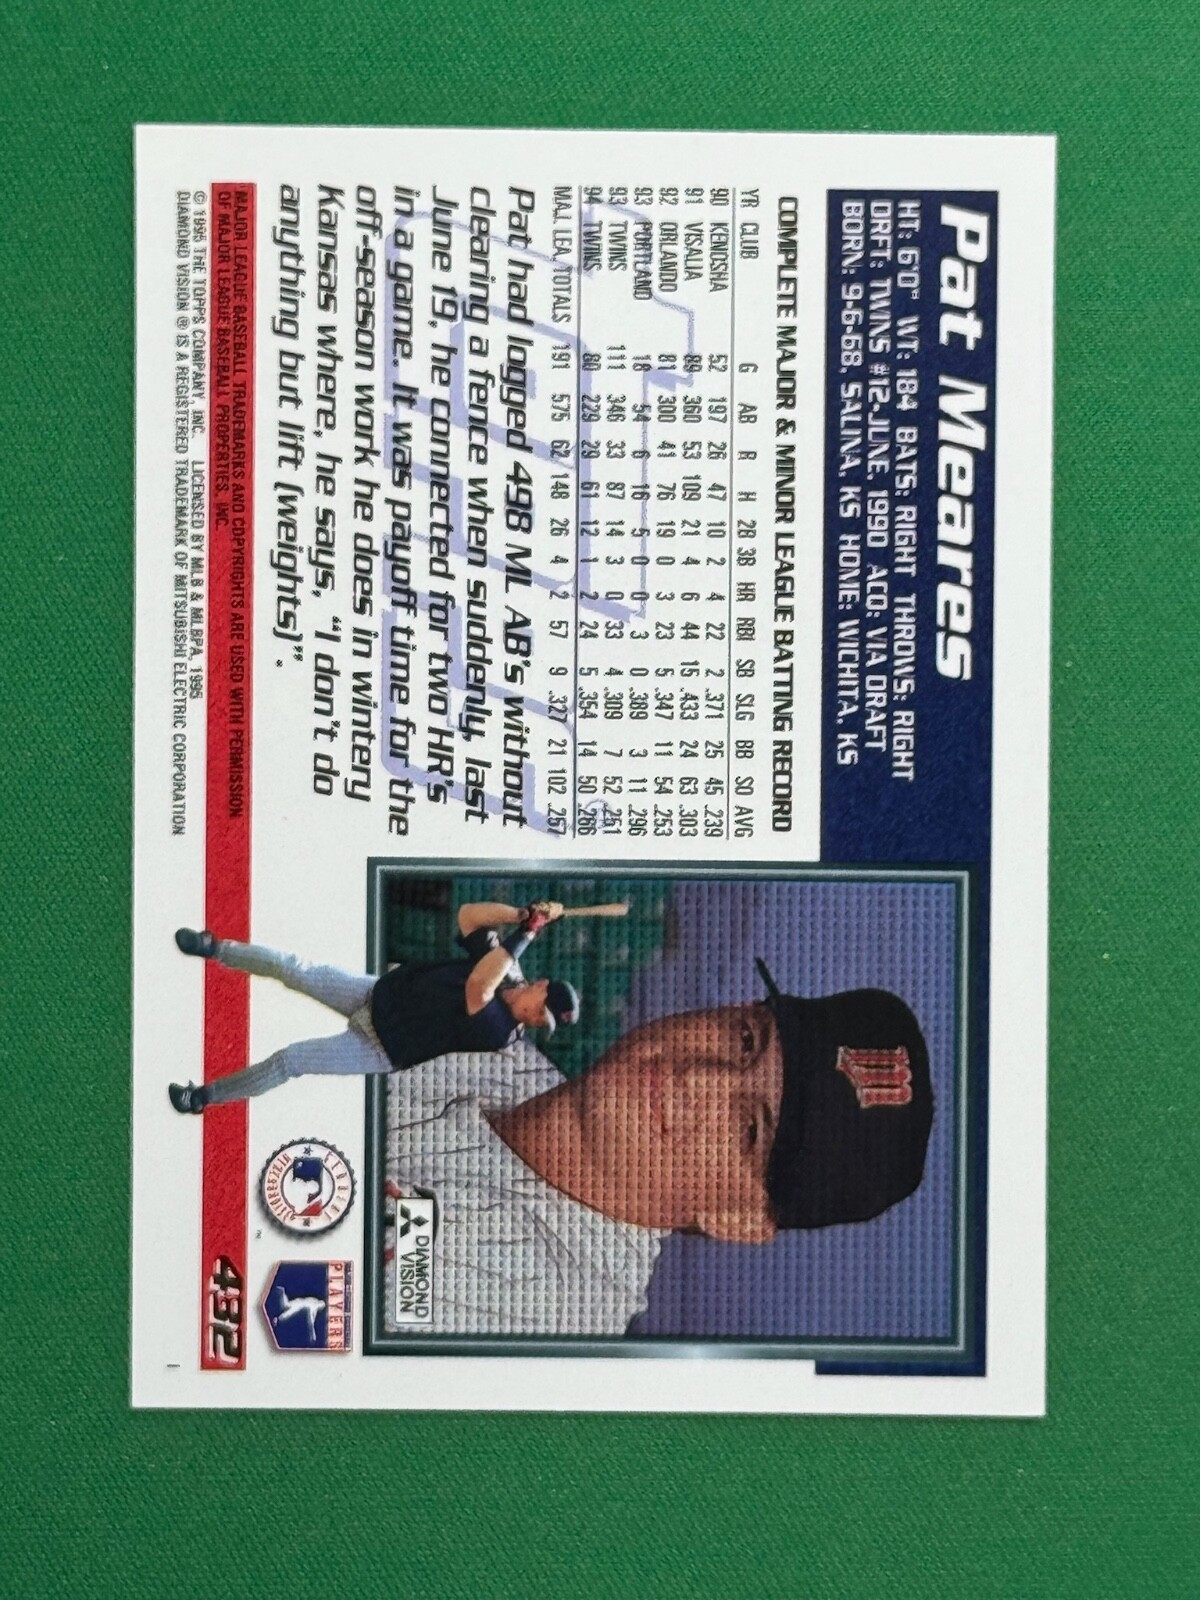 Pat Meares
HT: 6'0" WT: 184 BATS: RIGHT THROWS: RIGHT
DRFT: TWINS #12-JUNE, 1990 ACQ: VIA DRAFT
BORN: 9-6-68, SALINA, KS HOME: WICHITA, KS
COMPLETE MAJOR & MINOR LEAGUE BATTING RECORD
YR CLUB G AB R H 2B 3B HR RBI SB SLG BB SO AVG
90 KENOSHA 52 197 26 47 10 2 4 22 2 .371 25 45 .239
91 VISALIA 89 360 53 109 21 4 6 44 15 .433 24 63 .303
92 ORLANDO 81 300 41 76 19 0 3 23 5 .347 11 54 .253
93 PORTLAND 18 54 6 16 5 0 0 3 0 .389 3 11 .296
93 TWINS 111 346 33 87 14 3 0 33 4 .309 7 52 .251
94 TWINS 80 229 29 61 12 1 2 24 5 .354 14 50 .266
MAJ. LEA. TOTALS 191 575 62 148 26 4 2 57 9 .327 21 102 .257
Pat had logged 498 ML AB's without
clearing a fence when suddenly, last
June 19, he connected for two HR's
in a game. It was payoff time for the
off-season work he does in wintery
Kansas where, he says, "I don't do
anything but lift (weights)".
MAJOR LEAGUE BASEBALL TRADEMARKS AND COPYRIGHTS ARE USED WITH PERMISSION
OF MAJOR LEAGUE BASEBALL PROPERTIES, INC.
© 1995 THE TOPPS COMPANY, INC. LICENSED BY MLB & MLBPA, 1995
DIAMOND VISION ® IS A REGISTERED TRADEMARK OF MITSUBISHI ELECTRIC CORPORATION
DIAMOND
VISION
PLAYERS
432